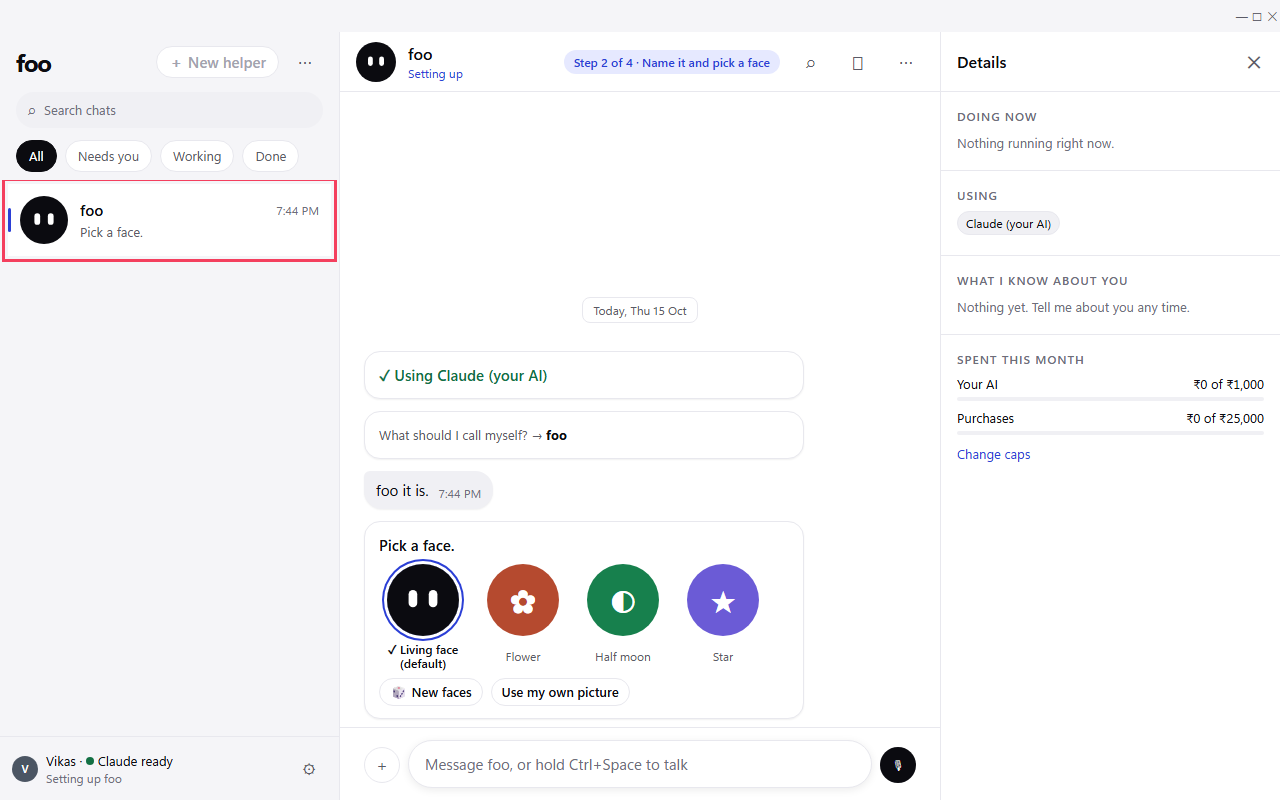 foo
+ New helper
Search chats
All
Needs you
Working
Done
foo
7:44 PM
Pick a face.
Vikas · Claude ready
Setting up foo
V
foo
Setting up
Step 2 of 4 · Name it and pick a face
Today, Thu 15 Oct
✓ Using Claude (your AI)
What should I call myself? → foo
foo it is. 7:44 PM
Pick a face.
✓ Living face
(default)
Flower
Half moon
Star
New faces
Use my own picture
+
Message foo, or hold Ctrl+Space to talk
Details
DOING NOW
Nothing running right now.
USING
Claude (your AI)
WHAT I KNOW ABOUT YOU
Nothing yet. Tell me about you any time.
SPENT THIS MONTH
Your AI ₹0 of ₹1,000
Purchases ₹0 of ₹25,000
Change caps